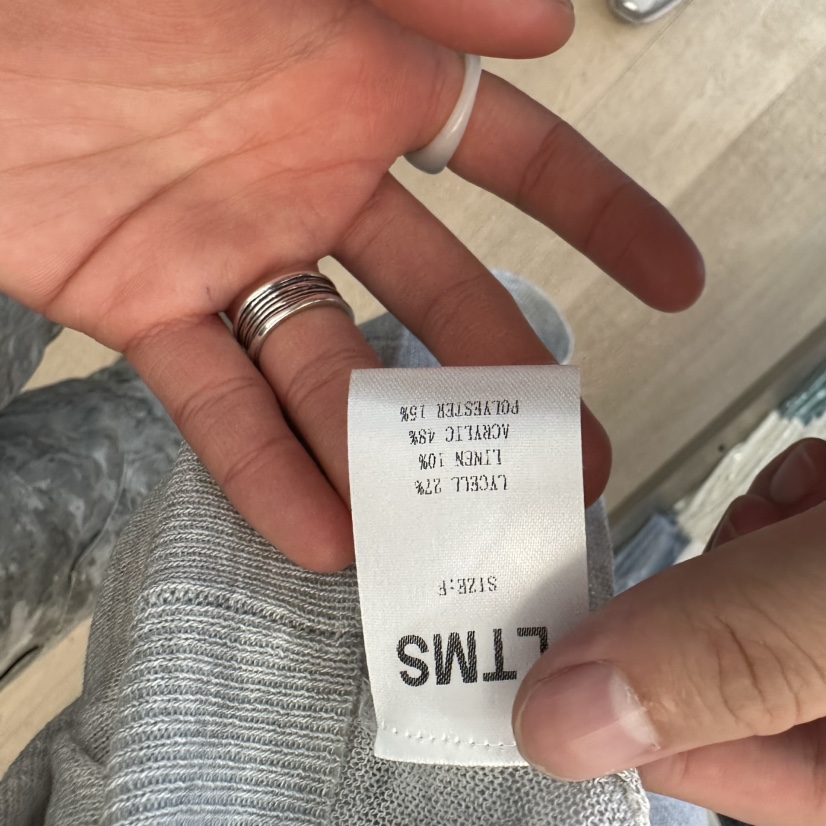 LTMS
SIZE:F
LYCELL 27%
LINEN 10%
ACRYLIC 48%
POLYESTER 15%